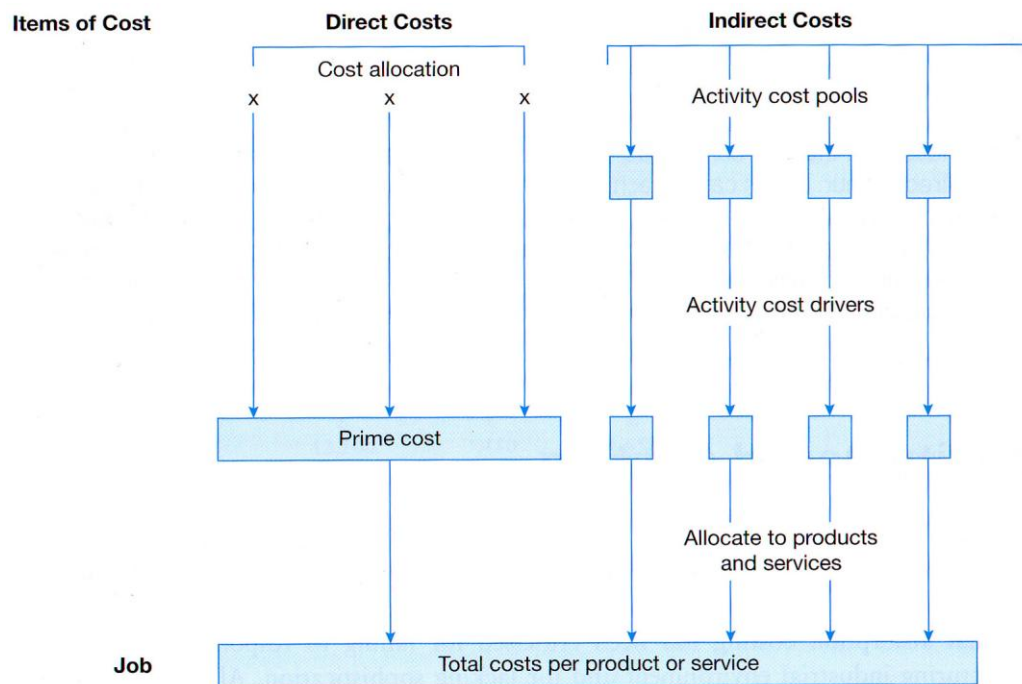 Items of Cost
Direct Costs
Indirect Costs
Cost allocation
x x x
Activity cost pools
Activity cost drivers
Prime cost
Allocate to products
and services
Job
Total costs per product or service